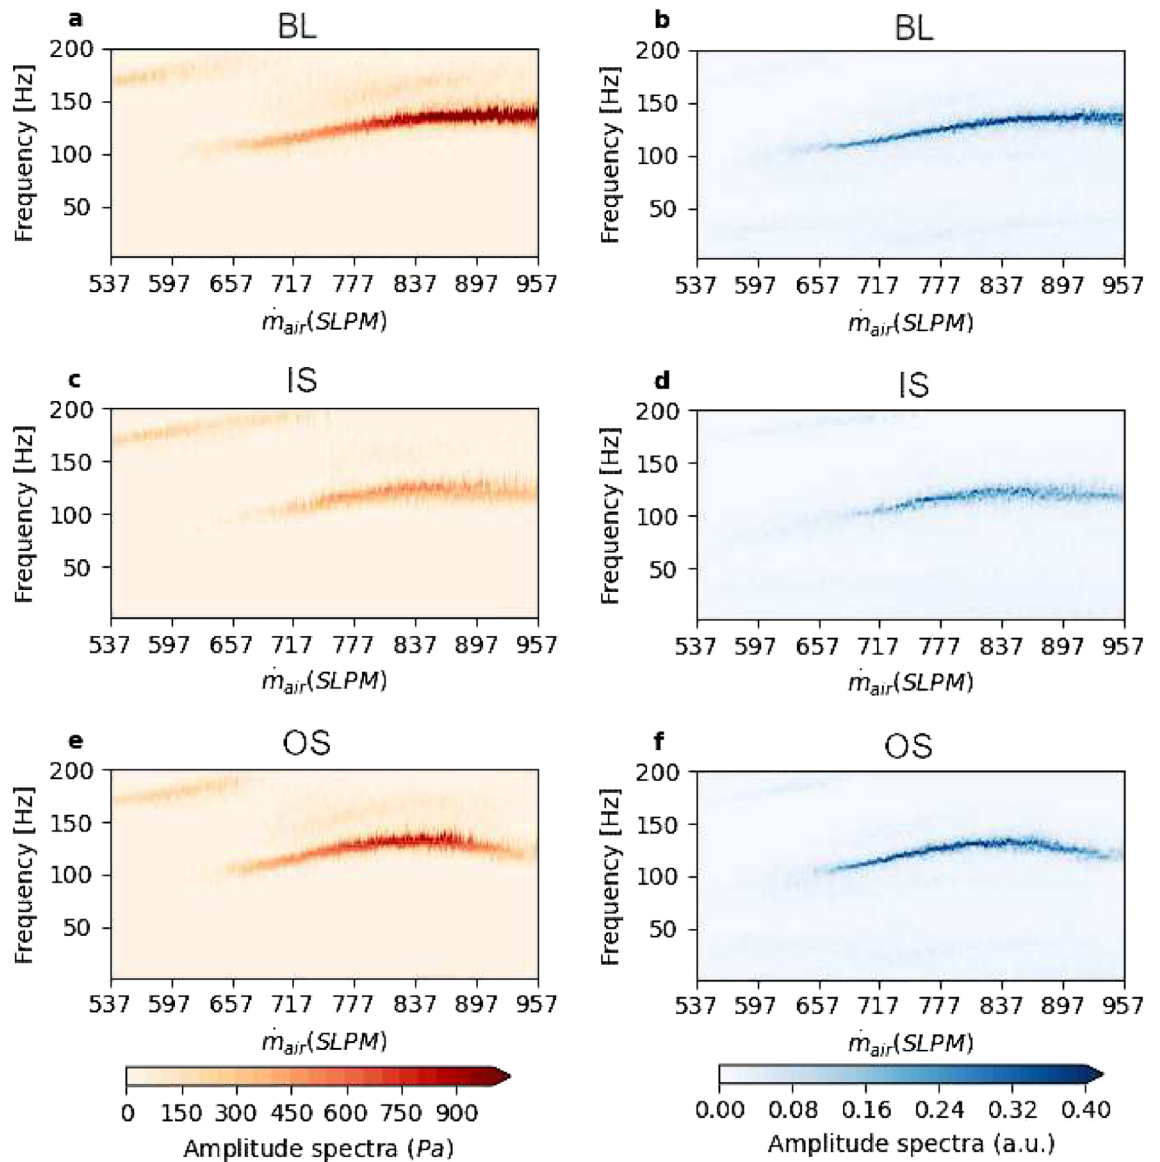 a
BL
200
150
100
50
Frequency [Hz]
537 597 657 717 777 837 897 957
ṁair(SLPM)
b
BL
200
150
100
50
Frequency [Hz]
537 597 657 717 777 837 897 957
ṁair(SLPM)
c
IS
200
150
100
50
Frequency [Hz]
537 597 657 717 777 837 897 957
ṁair(SLPM)
d
IS
200
150
100
50
Frequency [Hz]
537 597 657 717 777 837 897 957
ṁair(SLPM)
e
OS
200
150
100
50
Frequency [Hz]
537 597 657 717 777 837 897 957
ṁair(SLPM)
f
OS
200
150
100
50
Frequency [Hz]
537 597 657 717 777 837 897 957
ṁair(SLPM)
0 150 300 450 600 750 900
Amplitude spectra (Pa)
0.00 0.08 0.16 0.24 0.32 0.40
Amplitude spectra (a.u.)